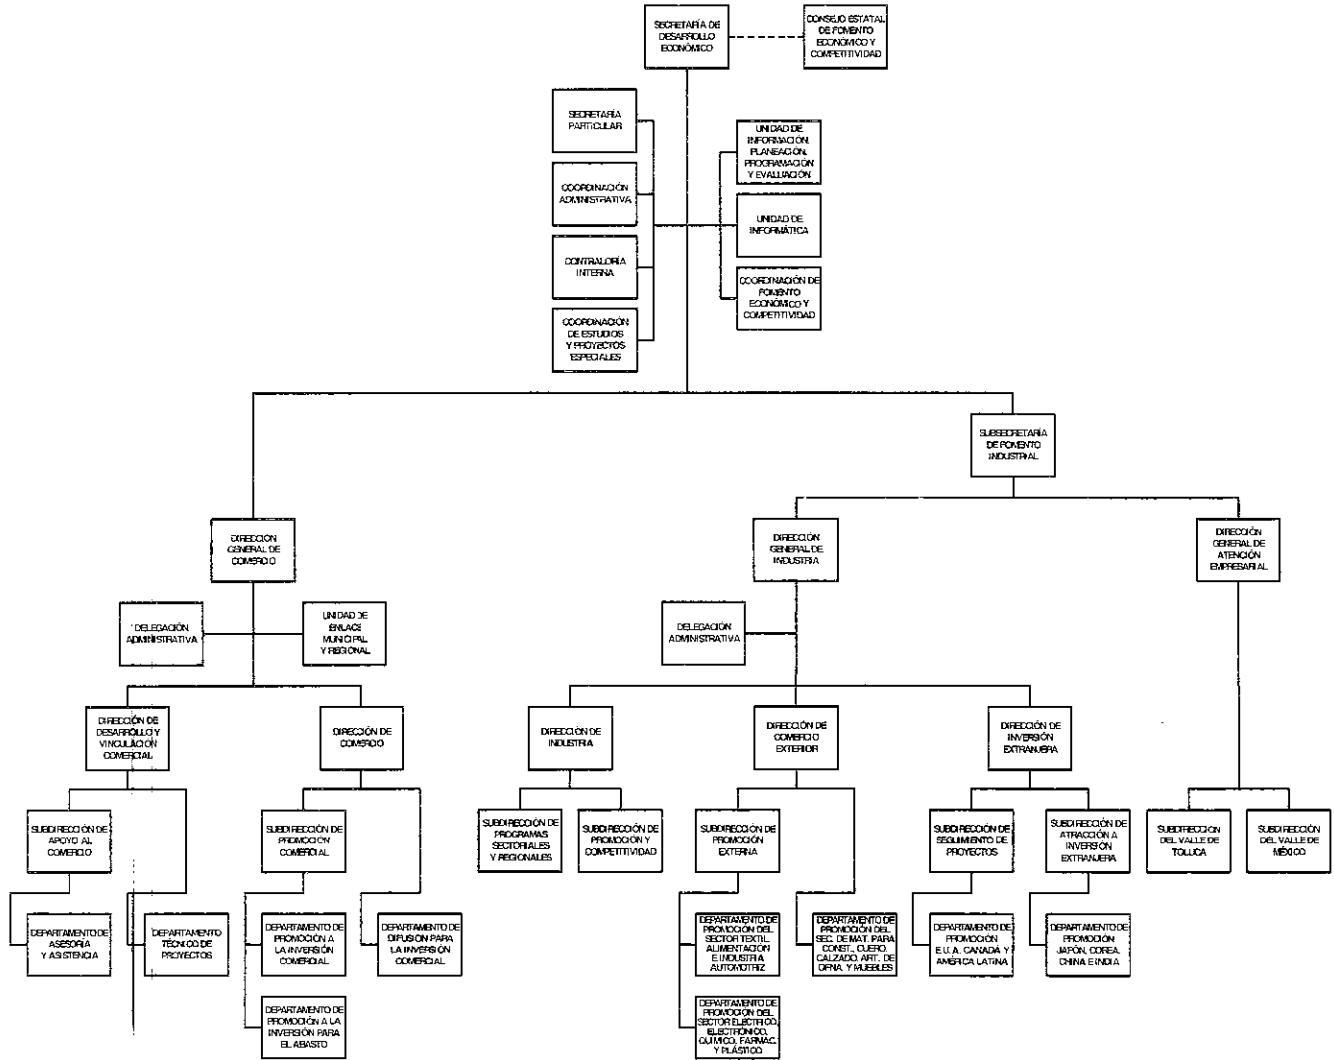 SECRETARÍA DE
DESARROLLO
ECONÓMICO
CONSEJO ESTATAL
DE FOMENTO
ECONÓMICO Y
COMPETITIVIDAD
SECRETARÍA
PARTICULAR
UNIDAD DE
INFORMACIÓN,
PLANEACIÓN,
PROGRAMACIÓN
Y EVALUACIÓN
COORDINACIÓN
ADMINISTRATIVA
UNIDAD DE
INFORMÁTICA
CONTRALORÍA
INTERNA
COORDINACIÓN DE
FOMENTO
ECONÓMICO Y
COMPETITIVIDAD
COORDINACIÓN
DE ESTUDIOS
Y PROYECTOS
ESPECIALES
SUBSECRETARÍA
DE FOMENTO
INDUSTRIAL
DIRECCIÓN
GENERAL DE
COMERCIO
DIRECCIÓN
GENERAL DE
INDUSTRIA
DIRECCIÓN
GENERAL DE
ATENCIÓN
EMPRESARIAL
DELEGACIÓN
ADMINISTRATIVA
UNIDAD DE
ENLACE
MUNICIPAL
Y REGIONAL
DELEGACIÓN
ADMINISTRATIVA
DIRECCIÓN DE
DESARROLLO Y
VINCULACIÓN
COMERCIAL
DIRECCIÓN DE
COMERCIO
DIRECCIÓN DE
INDUSTRIA
DIRECCIÓN DE
COMERCIO
EXTERIOR
DIRECCIÓN DE
INVERSIÓN
EXTRANJERA
SUBDIRECCIÓN DE
APOYO AL
COMERCIO
SUBDIRECCIÓN DE
PROMOCIÓN
COMERCIAL
SUBDIRECCIÓN DE
PROGRAMAS
SECTORIALES
Y REGIONALES
SUBDIRECCIÓN DE
PROMOCIÓN Y
COMPETITIVIDAD
SUBDIRECCIÓN DE
PROMOCIÓN
EXTERNA
SUBDIRECCIÓN DE
SEGUIMIENTO DE
PROYECTOS
SUBDIRECCIÓN DE
ATRACCIÓN A
INVERSIÓN
EXTRANJERA
SUBDIRECCIÓN
DEL VALLE DE
TOLUCA
SUBDIRECCIÓN
DEL VALLE DE
MÉXICO
DEPARTAMENTO DE
ASESORÍA
Y ASISTENCIA
DEPARTAMENTO
TÉCNICO DE
PROYECTOS
DEPARTAMENTO DE
PROMOCIÓN A
LA INVERSIÓN
COMERCIAL
DEPARTAMENTO DE
DIFUSIÓN PARA
LA INVERSIÓN
COMERCIAL
DEPARTAMENTO DE
PROMOCIÓN DEL
SECTOR TEXTIL,
ALIMENTACIÓN
E INDUSTRIA
AUTOMOTRIZ
DEPARTAMENTO DE
PROMOCIÓN DEL
SEC. DE MAT. PARA
CONST., CUERO,
CALZADO, ART. DE
OFNA. Y MUEBLES
DEPARTAMENTO DE
PROMOCIÓN
E.U.A. CANADÁ Y
AMÉRICA LATINA
DEPARTAMENTO DE
PROMOCIÓN
JAPÓN, COREA,
CHINA E INDIA
DEPARTAMENTO DE
PROMOCIÓN A LA
INVERSIÓN PARA
EL ABASTO
DEPARTAMENTO DE
PROMOCIÓN DEL
SECTOR ELÉCTRICO,
ELECTRÓNICO,
QUÍMICO, FARMAC.
Y PLÁSTICO